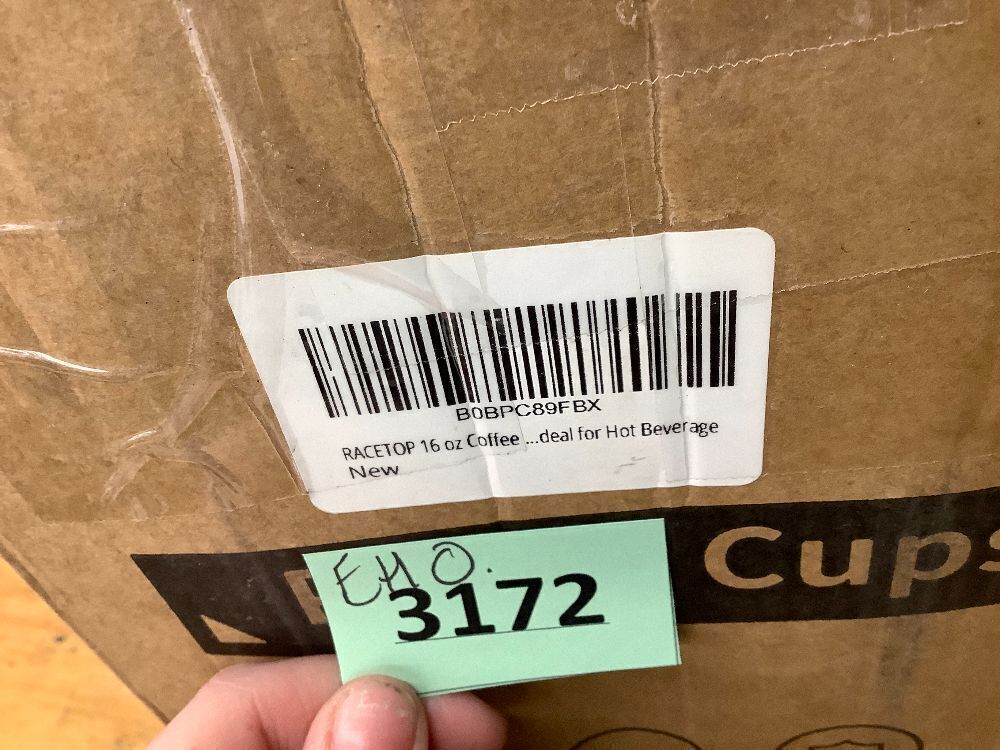 B0BPC89FBX
RACETOP 16 oz Coffee ...deal for Hot Beverage
New
Cups
EHO.
3172